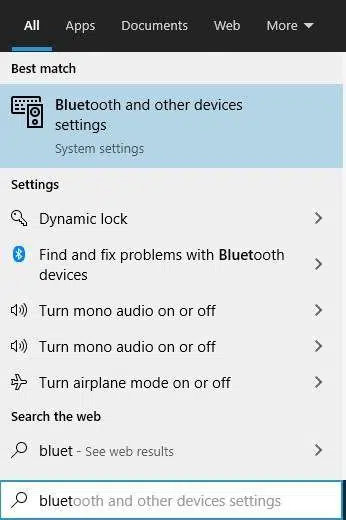 All Apps Documents Web More
Best match
Bluetooth and other devices
settings
System settings
Settings
Dynamic lock
Find and fix problems with Bluetooth
devices
Turn mono audio on or off
Turn mono audio on or off
Turn airplane mode on or off
Search the web
bluet - See web results
bluetooth and other devices settings